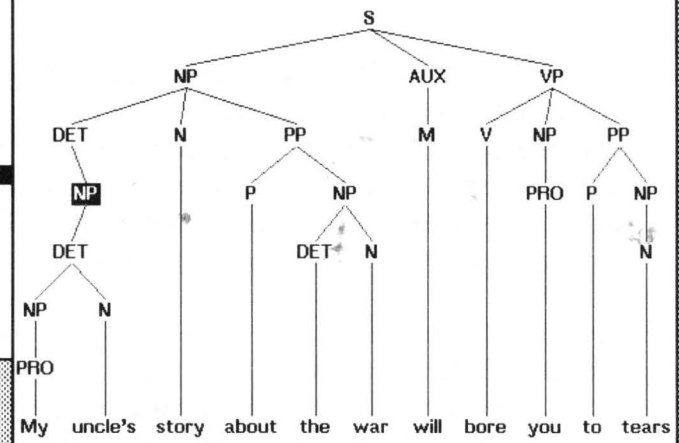 S
NP AUX VP
DET N PP M V NP PP
NP P NP PRO P NP
DET DET N N
NP N
PRO
My uncle's story about the war will bore you to tears